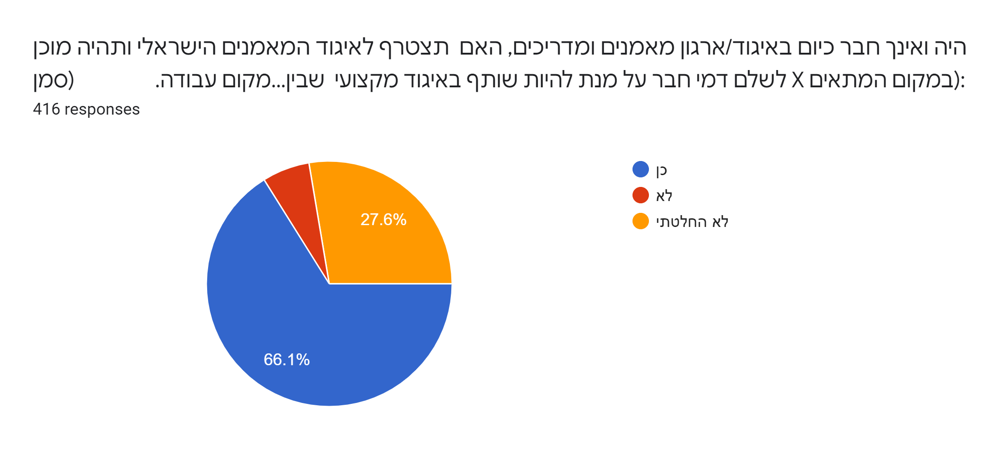 היה ואינך חבר כיום באיגוד/ארגון מאמנים ומדריכים, האם  תצטרף לאיגוד המאמנים הישראלי ותהיה מוכן
:(במקום המתאים X לשלם דמי חבר על מנת להיות שותף באיגוד מקצועי  שבין...מקום עבודה.                (סמן
416 responses
27.6%
66.1%
כן
לא
לא החלטתי